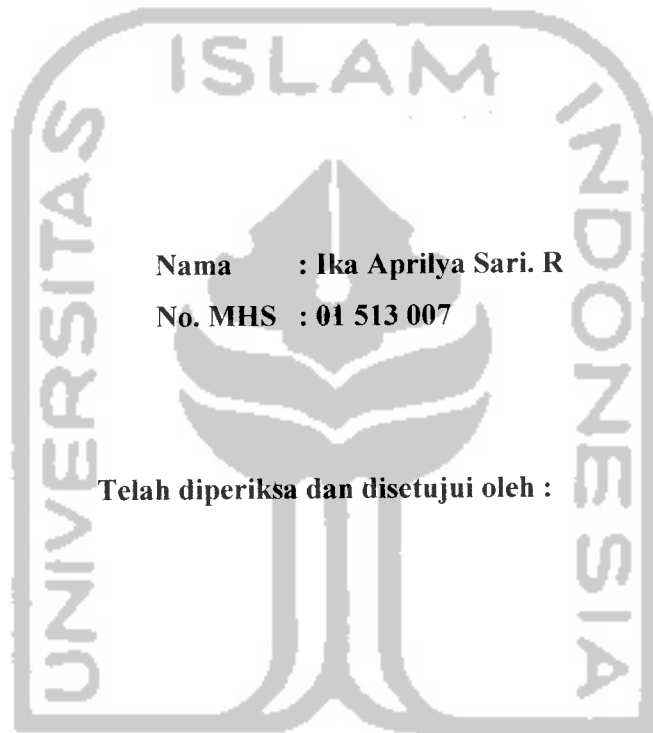 UNIVERSITAS ISLAM INDONESIA
Nama : Ika Aprilya Sari. R
No. MHS : 01 513 007
Telah diperiksa dan disetujui oleh :